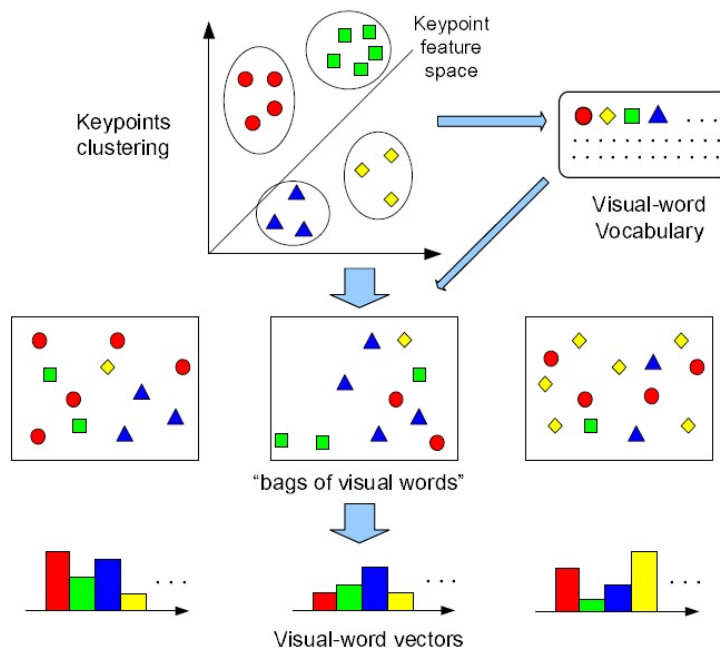 Keypoint
feature
space
Keypoints
clustering
. . .
Visual-word
Vocabulary
“bags of visual words”
. . .
. . .
. . .
Visual-word vectors